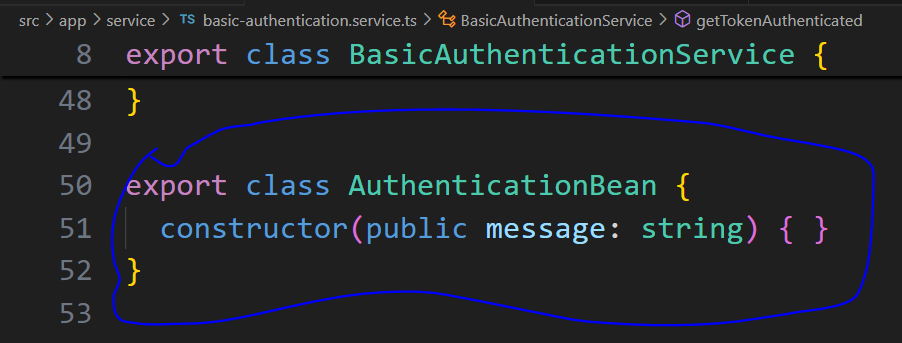 src > app > service > TS basic-authentication.service.ts > BasicAuthenticationService > getTokenAuthenticated
8 export class BasicAuthenticationService {
48 }
49
50 export class AuthenticationBean {
51 constructor(public message: string) { }
52 }
53